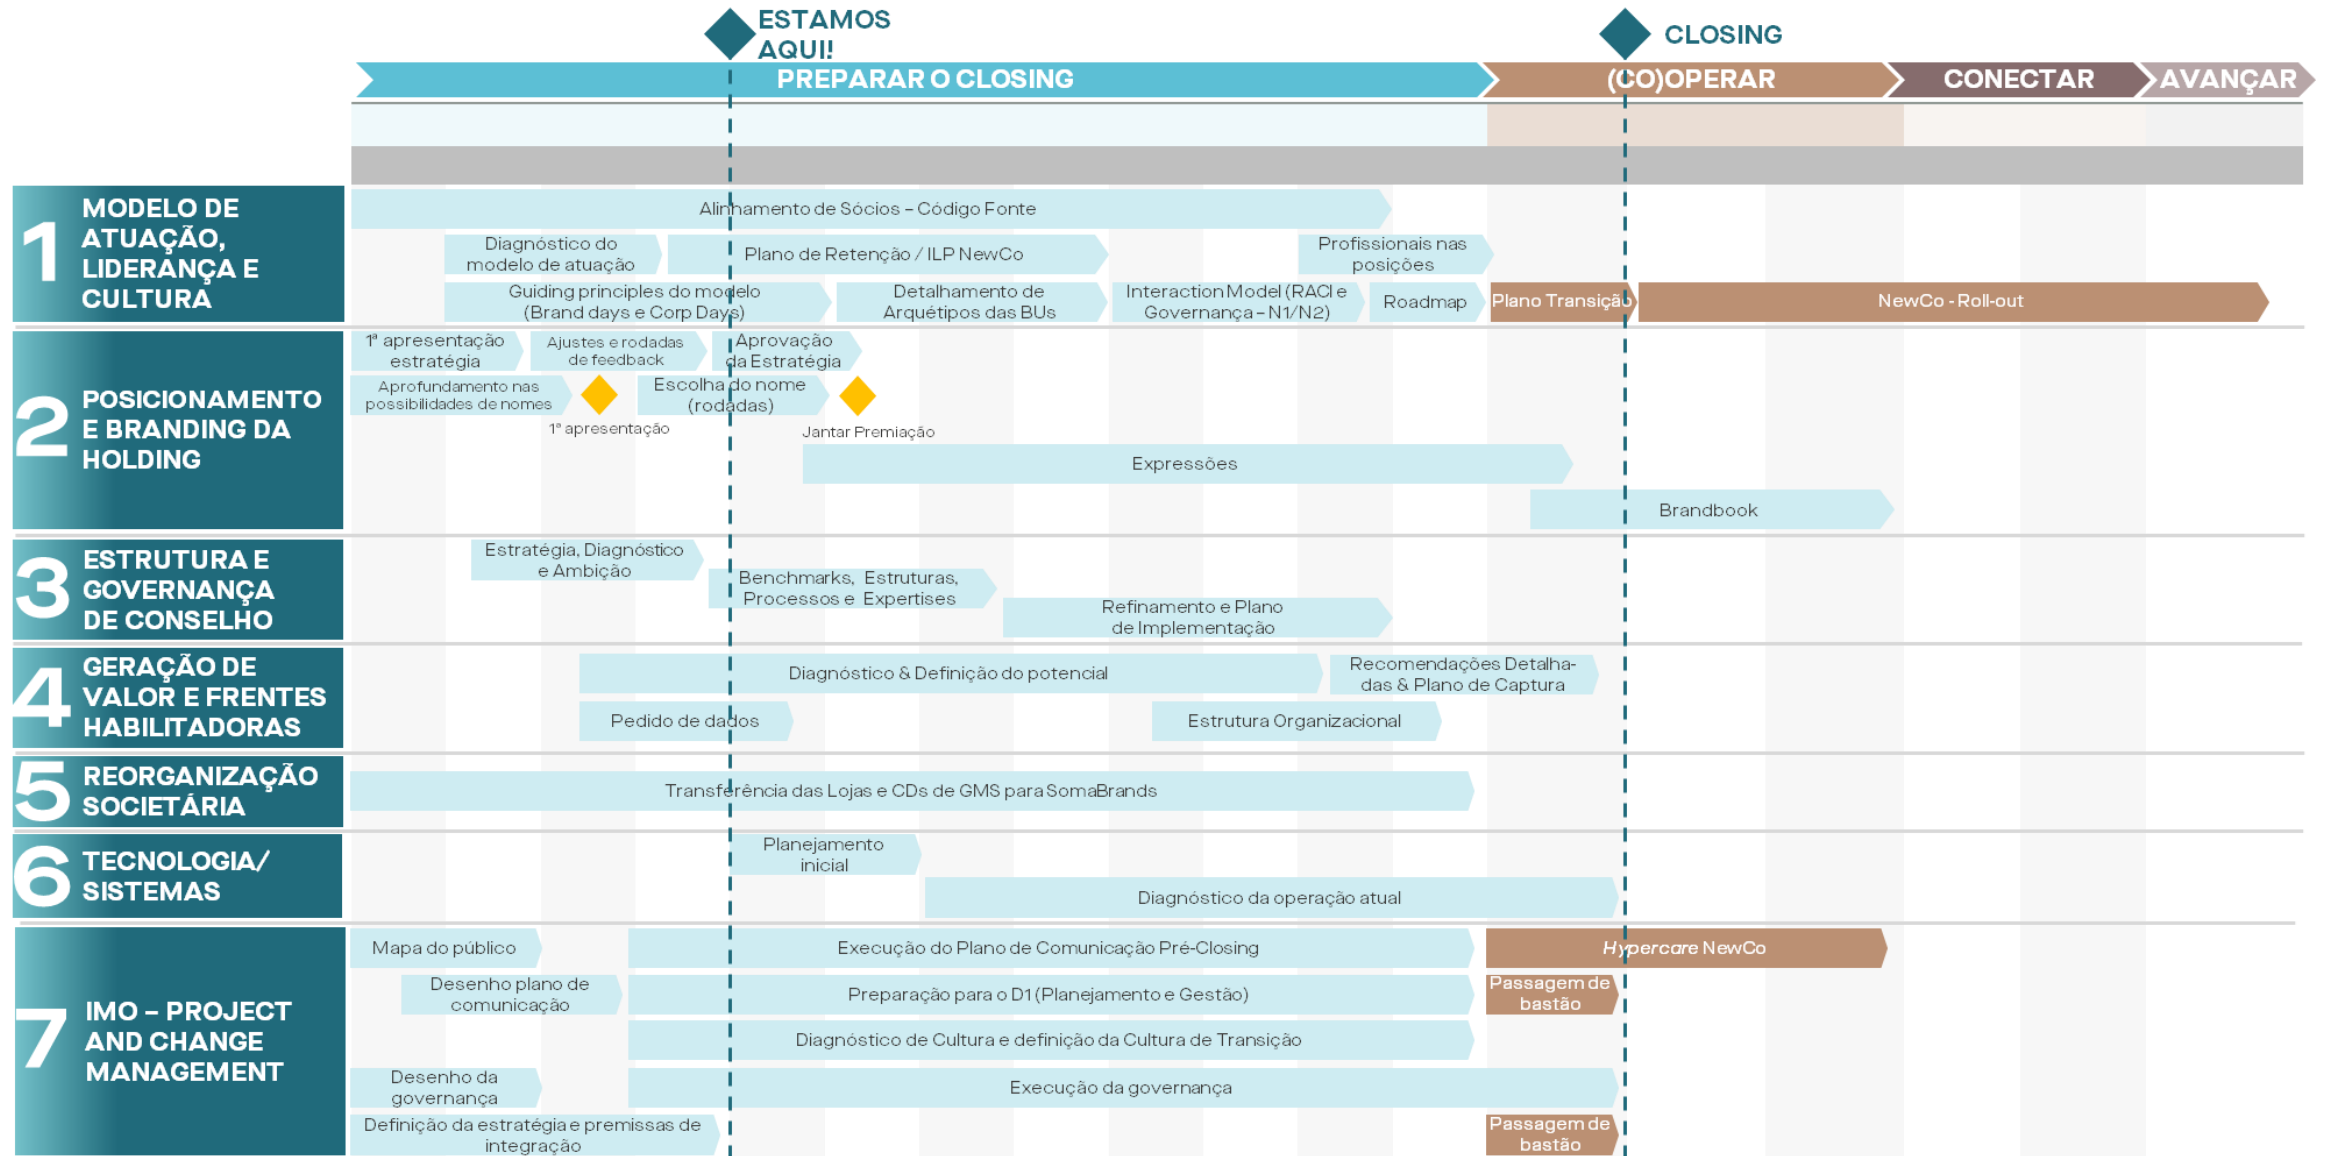 ESTAMOS
AQUI!
CLOSING
PREPARAR O CLOSING
(CO)OPERAR
CONECTAR
AVANÇAR
1
MODELO DE
ATUAÇÃO,
LIDERANÇA E
CULTURA
Alinhamento de Sócios – Código Fonte
Diagnóstico do
modelo de atuação
Plano de Retenção / ILP NewCo
Profissionais nas
posições
Guiding principles do modelo
(Brand days e Corp Days)
Detalhamento de
Arquétipos das BUs
Interaction Model (RACI e
Governança – N1/N2)
Roadmap
Plano Transição
NewCo - Roll-out
2
POSICIONAMENTO
E BRANDING DA
HOLDING
1ª apresentação
estratégia
Ajustes e rodadas
de feedback
Aprovação
da Estratégia
Aprofundamento nas
possibilidades de nomes
Escolha do nome
(rodadas)
1ª apresentação
Jantar Premiação
Expressões
Brandbook
3
ESTRUTURA E
GOVERNANÇA
DE CONSELHO
Estratégia, Diagnóstico
e Ambição
Benchmarks, Estruturas,
Processos e Expertises
Refinamento e Plano
de Implementação
4
GERAÇÃO DE
VALOR E FRENTES
HABILITADORAS
Diagnóstico & Definição do potencial
Recomendações Detalha-
das & Plano de Captura
Pedido de dados
Estrutura Organizacional
5
REORGANIZAÇÃO
SOCIETÁRIA
Transferência das Lojas e CDs de GMS para SomaBrands
6
TECNOLOGIA/
SISTEMAS
Planejamento
inicial
Diagnóstico da operação atual
7
IMO – PROJECT
AND CHANGE
MANAGEMENT
Mapa do público
Execução do Plano de Comunicação Pré-Closing
Hypercare NewCo
Desenho plano de
comunicação
Preparação para o D1 (Planejamento e Gestão)
Passagem de
bastão
Diagnóstico de Cultura e definição da Cultura de Transição
Desenho da
governança
Execução da governança
Definição da estratégia e premissas de
integração
Passagem de
bastão